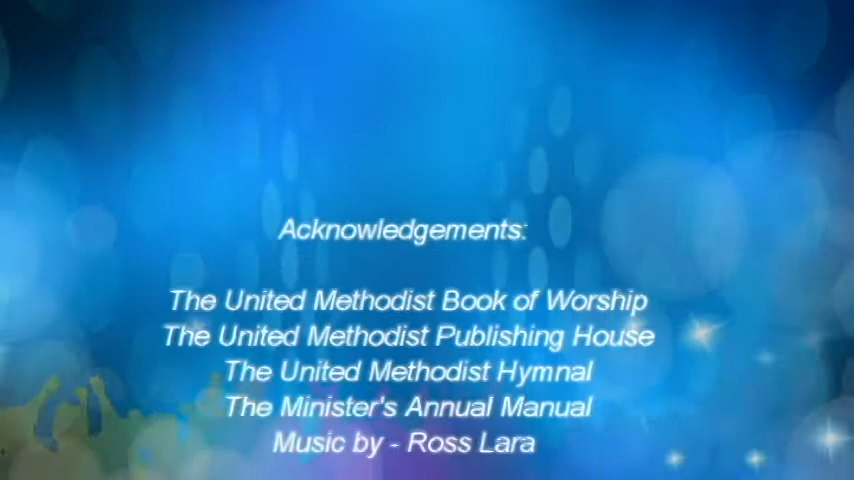 Acknowledgements:
The United Methodist Book of Worship
The United Methodist Publishing House
The United Methodist Hymnal
The Minister's Annual Manual
Music by - Ross Lara